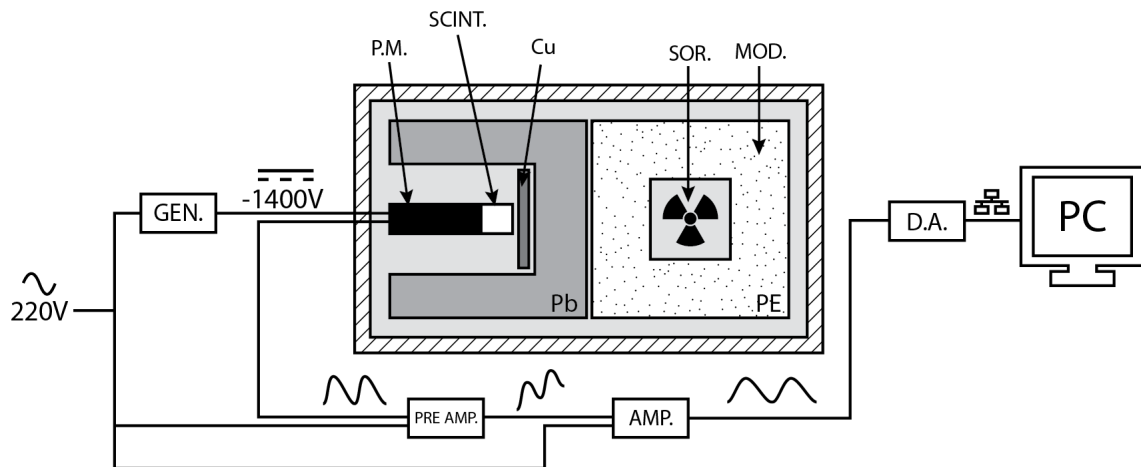 SCINT.
P.M.
Cu
SOR.
MOD.
-1400V
GEN.
220V
Pb
PE
D.A.
PC
PRE AMP.
AMP.